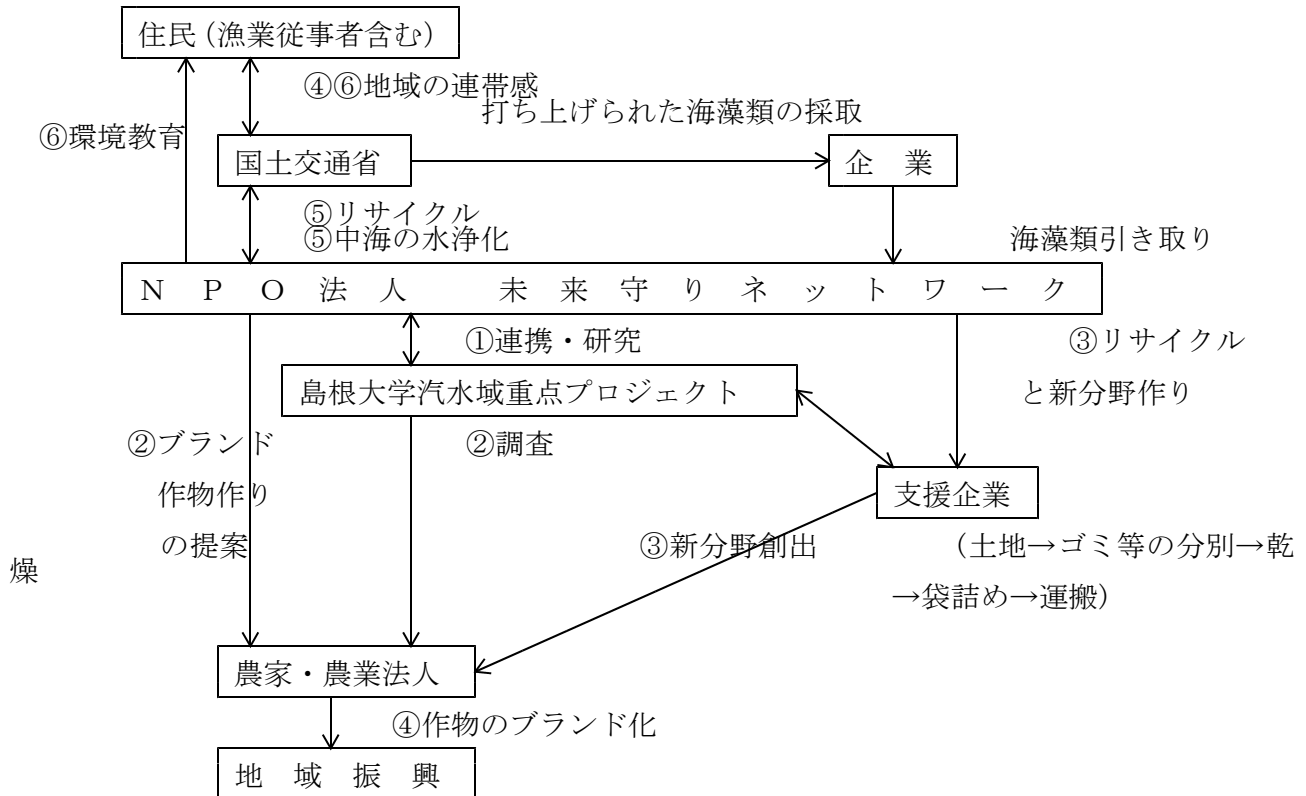 住民(漁業従事者含む)
④⑥地域の連帯感
打ち上げられた海藻類の採取
⑥環境教育
国土交通省
企　業
⑤リサイクル
⑤中海の水浄化
海藻類引き取り
Ｎ　Ｐ　Ｏ　法　人　　未　来　守　り　ネ　ッ　ト　ワ　ー　ク
①連携・研究
③リサイクル
と新分野作り
島根大学汽水域重点プロジェクト
②ブランド
作物作り
の提案
②調査
支援企業
③新分野創出
（土地→ゴミ等の分別→乾
燥
→袋詰め→運搬）
農家・農業法人
④作物のブランド化
地　域　振　興